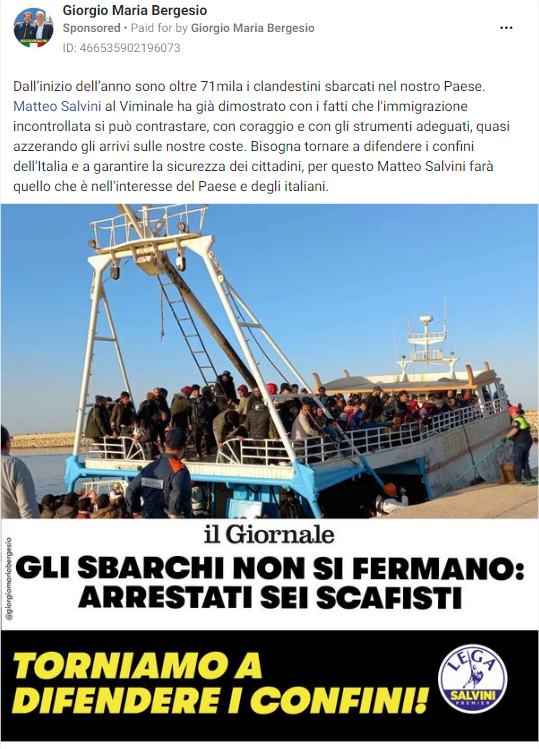 Giorgio Maria Bergesio
Sponsored • Paid for by Giorgio Maria Bergesio
ID: 466535902196073
Dall'inizio dell'anno sono oltre 71mila i clandestini sbarcati nel nostro Paese.
Matteo Salvini al Viminale ha già dimostrato con i fatti che l'immigrazione
incontrollata si può contrastare, con coraggio e con gli strumenti adeguati, quasi
azzerando gli arrivi sulle nostre coste. Bisogna tornare a difendere i confini
dell'Italia e a garantire la sicurezza dei cittadini, per questo Matteo Salvini farà
quello che è nell'interesse del Paese e degli italiani.
il Giornale
GLI SBARCHI NON SI FERMANO:
ARRESTATI SEI SCAFISTI
@giorgiomariabergesio
TORNIAMO A
DIFENDERE I CONFINI!
LEGA
SALVINI
PREMIER